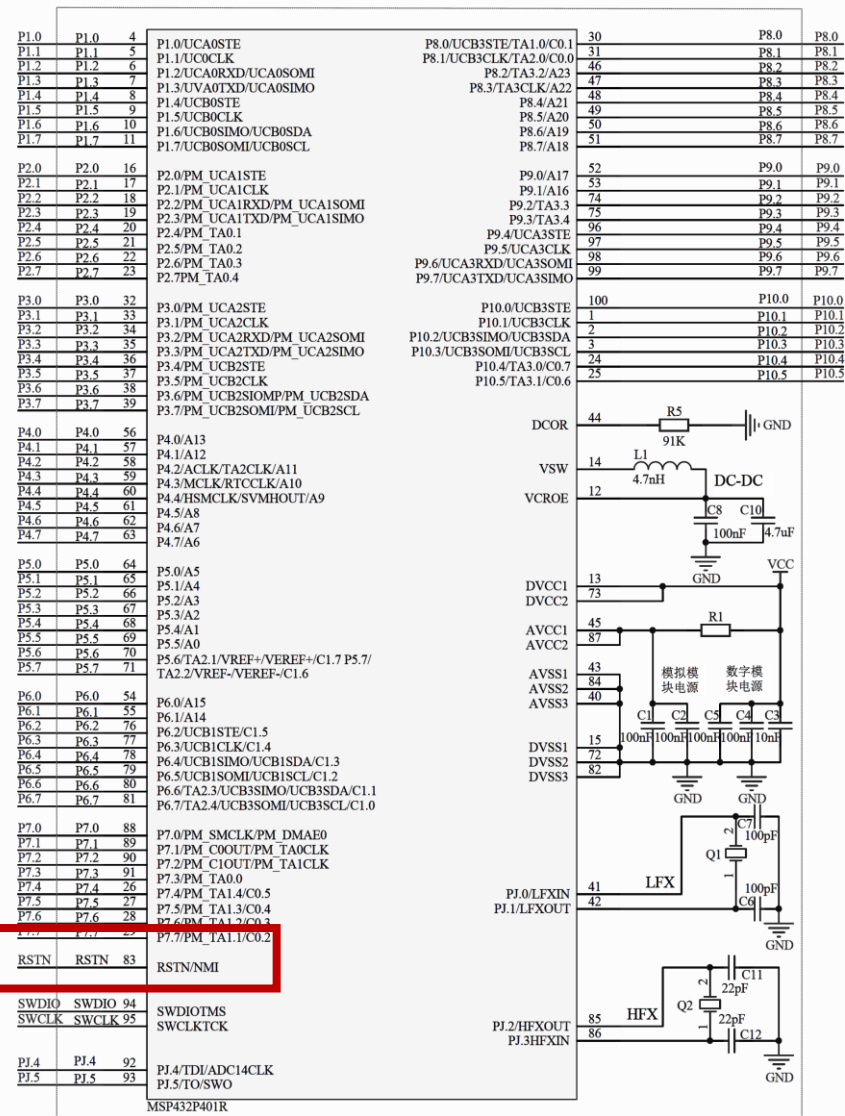 P1.0 P1.0 4 P1.0/UCA0STE P8.0/UCB3STE/TA1.0/C0.1 30 P8.0 P8.0
P1.1 P1.1 5 P1.1/UC0CLK P8.1/UCB3CLK/TA2.0/C0.0 31 P8.1 P8.1
P1.2 P1.2 6 P1.2/UCA0RXD/UCA0SOMI P8.2/TA3.2/A23 46 P8.2 P8.2
P1.3 P1.3 7 P1.3/UVA0TXD/UCA0SIMO P8.3/TA3CLK/A22 47 P8.3 P8.3
P1.4 P1.4 8 P1.4/UCB0STE P8.4/A21 48 P8.4 P8.4
P1.5 P1.5 9 P1.5/UCB0CLK P8.5/A20 49 P8.5 P8.5
P1.6 P1.6 10 P1.6/UCB0SIMO/UCB0SDA P8.6/A19 50 P8.6 P8.6
P1.7 P1.7 11 P1.7/UCB0SOMI/UCB0SCL P8.7/A18 51 P8.7 P8.7
P2.0 P2.0 16 P2.0/PM_UCA1STE P9.0/A17 52 P9.0 P9.0
P2.1 P2.1 17 P2.1/PM_UCA1CLK P9.1/A16 53 P9.1 P9.1
P2.2 P2.2 18 P2.2/PM_UCA1RXD/PM_UCA1SOMI P9.2/TA3.3 74 P9.2 P9.2
P2.3 P2.3 19 P2.3/PM_UCA1TXD/PM_UCA1SIMO P9.3/TA3.4 75 P9.3 P9.3
P2.4 P2.4 20 P2.4/PM_TA0.1 P9.4/UCA3STE 96 P9.4 P9.4
P2.5 P2.5 21 P2.5/PM_TA0.2 P9.5/UCA3CLK 97 P9.5 P9.5
P2.6 P2.6 22 P2.6/PM_TA0.3 P9.6/UCA3RXD/UCA3SOMI 98 P9.6 P9.6
P2.7 P2.7 23 P2.7PM_TA0.4 P9.7/UCA3TXD/UCA3SIMO 99 P9.7 P9.7
P3.0 P3.0 32 P3.0/PM_UCA2STE P10.0/UCB3STE 100 P10.0 P10.0
P3.1 P3.1 33 P3.1/PM_UCA2CLK P10.1/UCB3CLK 1 P10.1 P10.1
P3.2 P3.2 34 P3.2/PM_UCA2RXD/PM_UCA2SOMI P10.2/UCB3SIMO/UCB3SDA 2 P10.2 P10.2
P3.3 P3.3 35 P3.3/PM_UCA2TXD/PM_UCA2SIMO P10.3/UCB3SOMI/UCB3SCL 3 P10.3 P10.3
P3.4 P3.4 36 P3.4/PM_UCB2STE P10.4/TA3.0/C0.7 24 P10.4 P10.4
P3.5 P3.5 37 P3.5/PM_UCB2CLK P10.5/TA3.1/C0.6 25 P10.5 P10.5
P3.6 P3.6 38 P3.6/PM_UCB2SIOMP/PM_UCB2SDA
P3.7 P3.7 39 P3.7/PM_UCB2SOMI/PM_UCB2SCL
DCOR 44 R5 91K GND
P4.0 P4.0 56 P4.0/A13
P4.1 P4.1 57 P4.1/A12
P4.2 P4.2 58 P4.2/ACLK/TA2CLK/A11 VSW 14 L1 4.7nH DC-DC
P4.3 P4.3 59 P4.3/MCLK/RTCCLK/A10
P4.4 P4.4 60 P4.4/HSMCLK/SVMHOUT/A9 VCROE 12
P4.5 P4.5 61 P4.5/A8 C8 C10
P4.6 P4.6 62 P4.6/A7 100nF 4.7uF
P4.7 P4.7 63 P4.7/A6
GND VCC
P5.0 P5.0 64 P5.0/A5
P5.1 P5.1 65 P5.1/A4 DVCC1 13
P5.2 P5.2 66 P5.2/A3 DVCC2 73
P5.3 P5.3 67 P5.3/A2
P5.4 P5.4 68 P5.4/A1 AVCC1 45 R1
P5.5 P5.5 69 P5.5/A0 AVCC2 87
P5.6 P5.6 70 P5.6/TA2.1/VREF+/VEREF+/C1.7 P5.7/
P5.7 P5.7 71 TA2.2/VREF-/VEREF-/C1.6 AVSS1 43 模拟模 数字模
AVSS2 84 块电源 块电源
P6.0 P6.0 54 P6.0/A15 AVSS3 40
P6.1 P6.1 55 P6.1/A14 C1 C2 C5 C4 C3
P6.2 P6.2 76 P6.2/UCB1STE/C1.5 100nF 100nF 100nF 100nF 10nF
P6.3 P6.3 77 P6.3/UCB1CLK/C1.4 DVSS1 15
P6.4 P6.4 78 P6.4/UCB1SIMO/UCB1SDA/C1.3 DVSS2 72
P6.5 P6.5 79 P6.5/UCB1SOMI/UCB1SCL/C1.2 DVSS3 82
P6.6 P6.6 80 P6.6/TA2.3/UCB3SIMO/UCB3SDA/C1.1
P6.7 P6.7 81 P6.7/TA2.4/UCB3SOMI/UCB3SCL/C1.0 GND GND
P7.0 P7.0 88 P7.0/PM_SMCLK/PM_DMAE0 C7 100pF
P7.1 P7.1 89 P7.1/PM_C0OUT/PM_TA0CLK 2
P7.2 P7.2 90 P7.2/PM_C1OUT/PM_TA1CLK Q1
P7.3 P7.3 91 P7.3/PM_TA0.0 1
P7.4 P7.4 26 P7.4/PM_TA1.4/C0.5 PJ.0/LFXIN 41 LFX 100pF
P7.5 P7.5 27 P7.5/PM_TA1.3/C0.4 PJ.1/LFXOUT 42 C6
P7.6 P7.6 28 P7.6/PM_TA1.2/C0.3
P7.7 P7.7 29 P7.7/PM_TA1.1/C0.2 GND
RSTN RSTN 83 RSTN/NMI C11
2 22pF
SWDIO SWDIO 94 SWDIOTMS Q2
SWCLK SWCLK 95 SWCLKTCK PJ.2/HFXOUT 85 HFX 1 22pF
PJ.3HFXIN 86 C12
PJ.4 PJ.4 92 PJ.4/TDI/ADC14CLK
PJ.5 PJ.5 93 PJ.5/TO/SWO GND
MSP432P401R